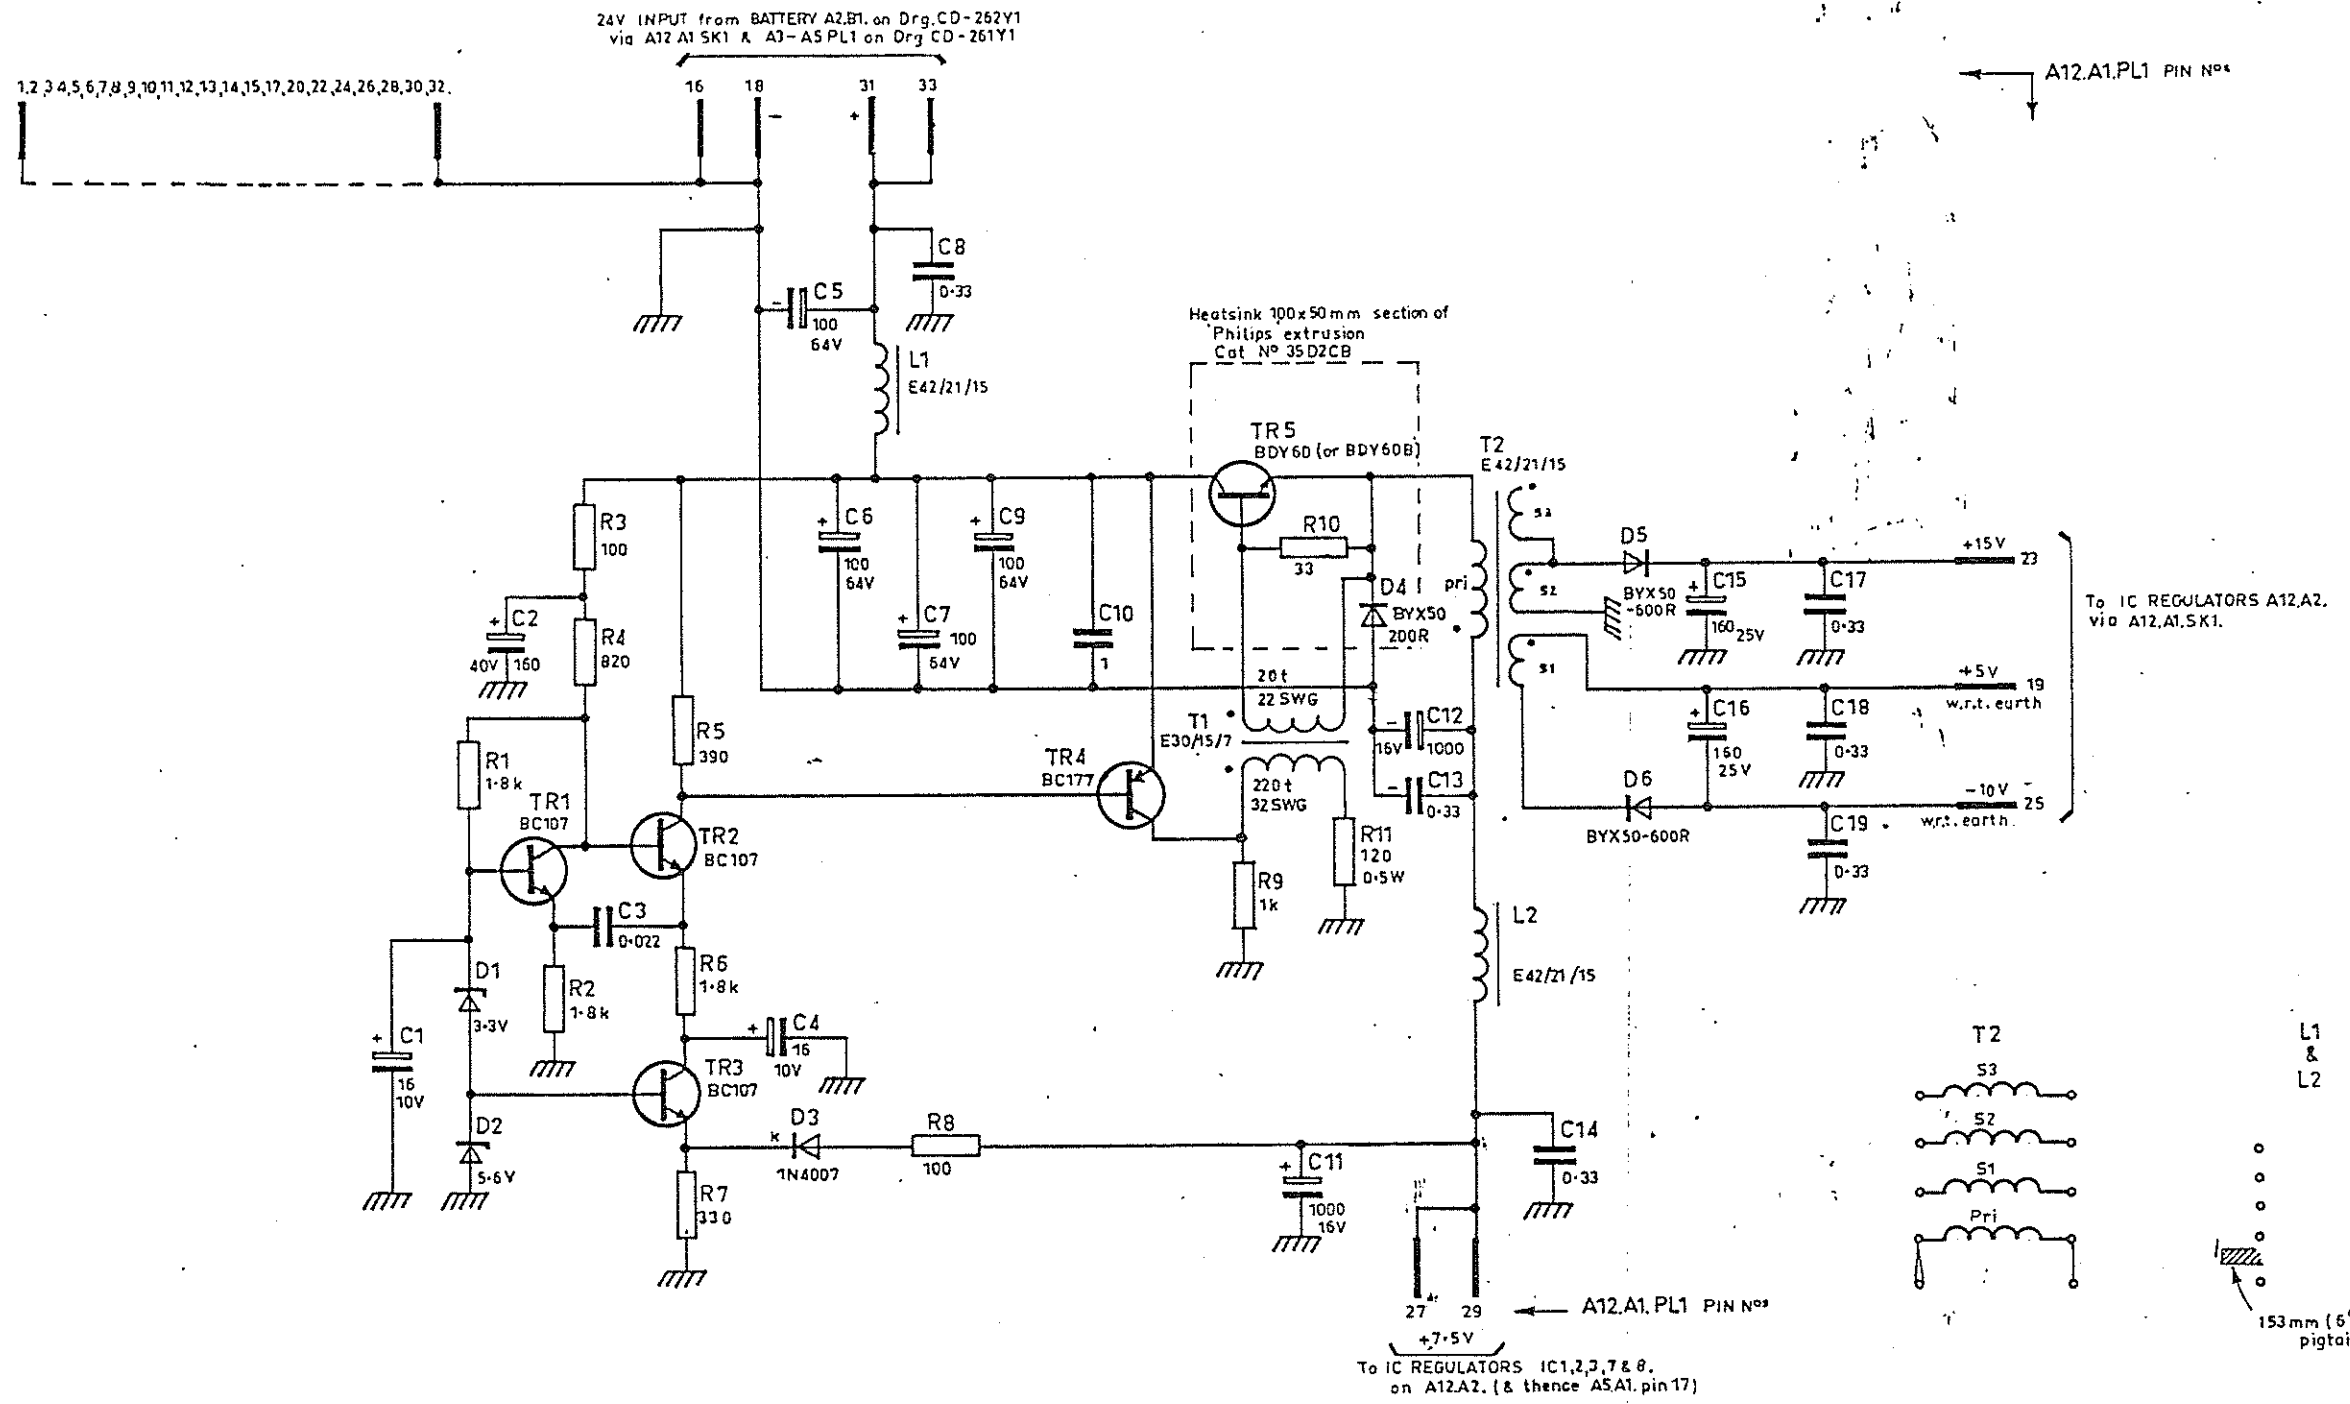 24V INPUT from BATTERY A2.B1. on Drg.CD-262Y1
via A12 A1 SK1 & A3-A5 PL1 on Drg CD-261Y1
1,2 3 4,5,6,7,8,9,10,11,12,13,14,15,17,20,22,24,26,28,30,32.
16 18 31 33
A12.A1.PL1 PIN Nos
- +
C8
0.33
C5
100
64V
-
L1
E42/21/15
Heatsink 100x50mm section of
Philips extrusion
Cat No 35D2CB
TR5
BDY60 (or BDY60B)
T2
E42/21/15
R3
100
C2
+
40V 160
R4
820
+ C6
100
64V
+ C7
100
64V
+ C9
100
64V
C10
1
R10
33
D4
BYX50
200R
pri
S3
S2
S1
D5
BYX50
-600R
+ C15
160 25V
C17
0.33
+15V 23
To IC REGULATORS A12,A2.
via A12,A1.SK1.
+5V 19
w.r.t. earth
+ C16
160
25V
C18
0.33
D6
BYX50-600R
-10V 25
w.r.t. earth.
C19
0.33
20t
22SWG
T1
E30/15/7
220t
32SWG
- C12
16V 1000
- C13
0.33
R5
390
TR4
BC177
R1
1.8k
TR1
BC107
TR2
BC107
R9
1k
R11
120
0.5W
C3
0.022
L2
E42/21/15
D1
3.3V
R2
1.8k
R6
1.8k
+ C1
16
10V
+ C4
16
10V
TR3
BC107
D2
5.6V
k D3
1N4007
R8
100
R7
330
+ C11
1000
16V
C14
0.33
27 29
A12.A1.PL1 PIN Nos
+7.5V
To IC REGULATORS IC1,2,3,7 & 8.
on A12.A2. (& thence A5.A1. pin 17)
T2
S3
S2
S1
Pri
L1
&
L2
153mm (6"
pigtai